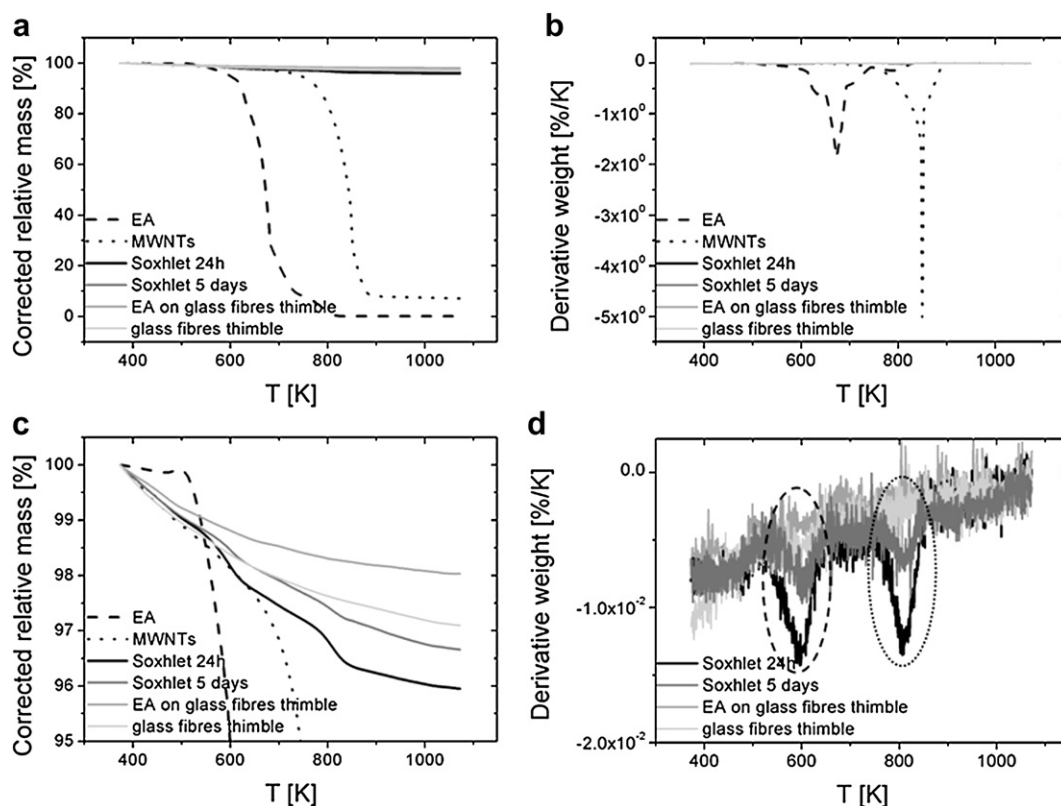 a
Corrected relative mass [%]
100
80
60
40
20
0
EA
MWNTs
Soxhlet 24h
Soxhlet 5 days
EA on glass fibres thimble
glass fibres thimble
400
600
800
1000
T [K]
b
Derivative weight [%/K]
0
-1x10⁰
-2x10⁰
-3x10⁰
-4x10⁰
-5x10⁰
EA
MWNTs
Soxhlet 24h
Soxhlet 5 days
EA on glass fibres thimble
glass fibres thimble
400
600
800
1000
T [K]
c
Corrected relative mass [%]
100
99
98
97
96
95
EA
MWNTs
Soxhlet 24h
Soxhlet 5 days
EA on glass fibres thimble
glass fibres thimble
400
600
800
1000
T [K]
d
Derivative weight [%/K]
0.0
-1.0x10⁻²
-2.0x10⁻²
Soxhlet 24h
Soxhlet 5 days
EA on glass fibres thimble
glass fibres thimble
400
600
800
1000
T [K]